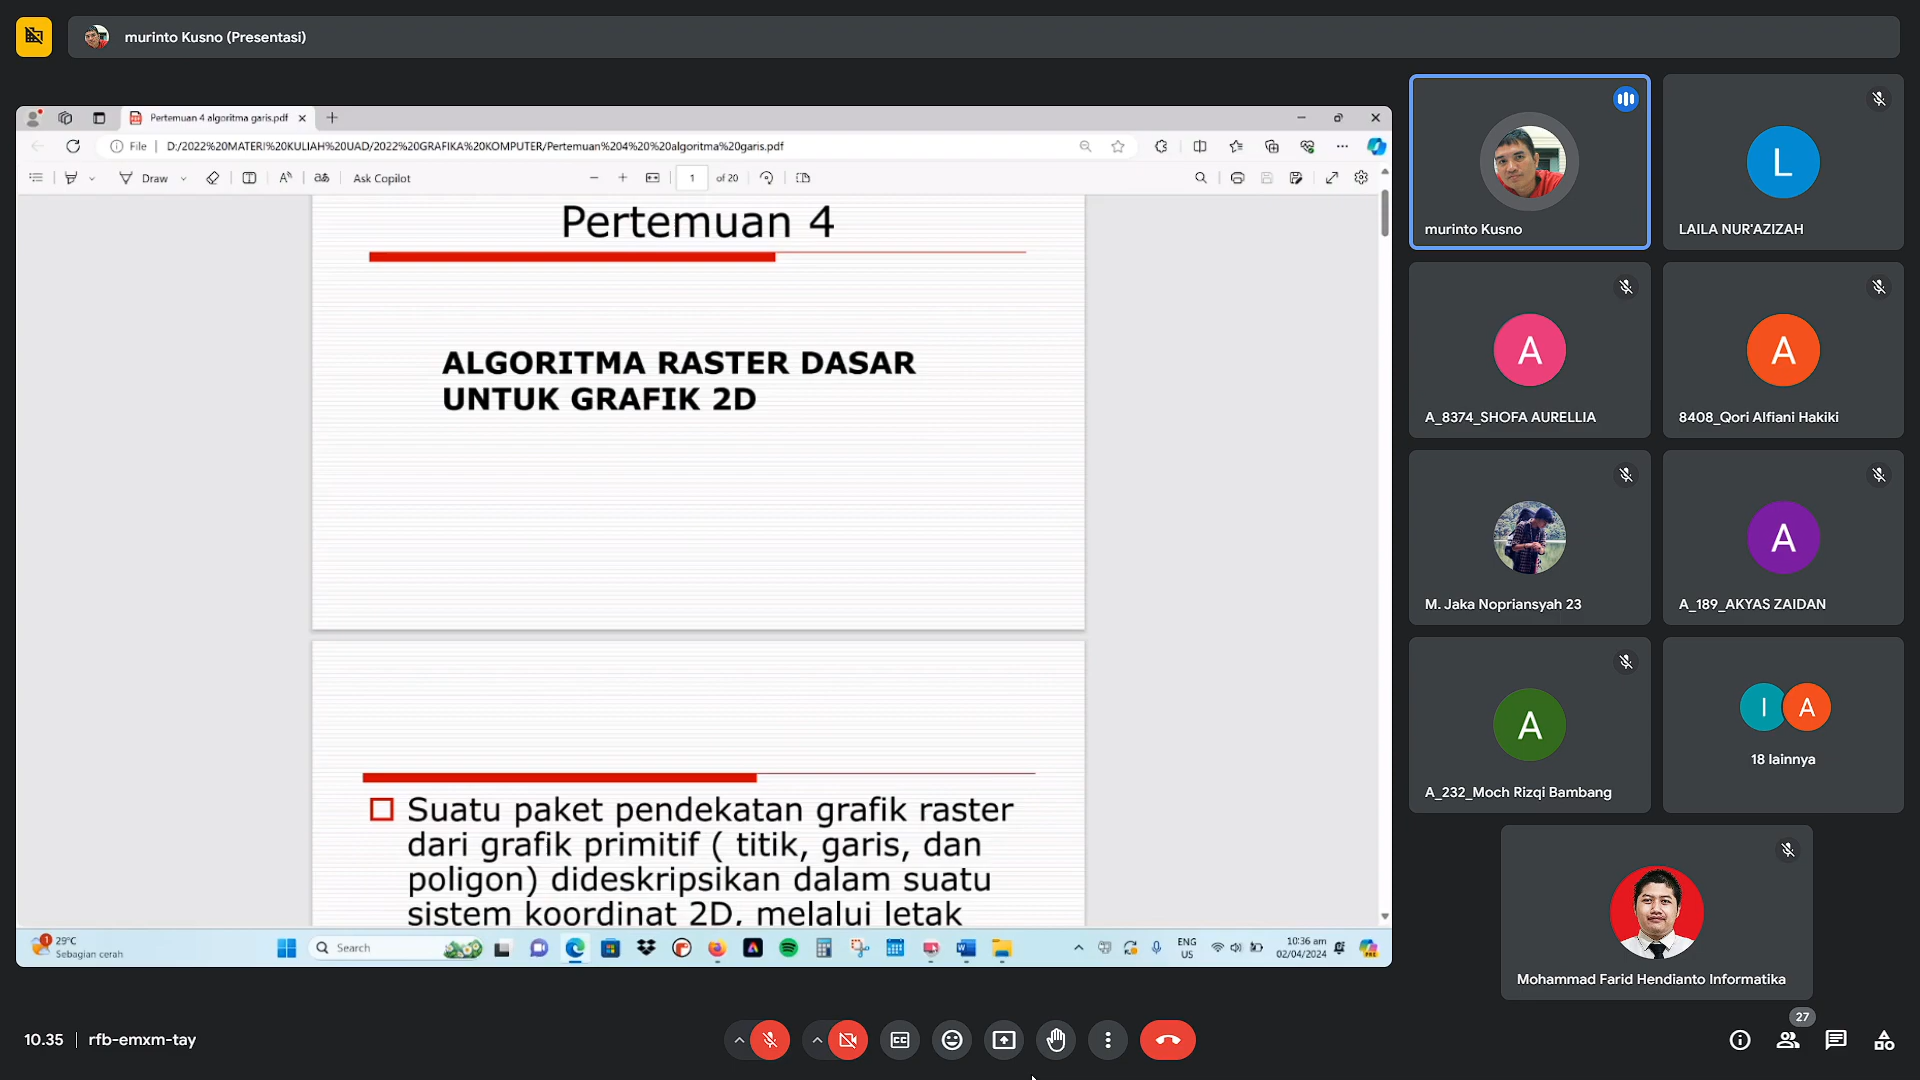 murinto Kusno (Presentasi)
Pertemuan 4 algoritma garis.pdf
File | D:/2022%20MATERI%20KULIAH%20UAD/2022%20GRAFIKA%20KOMPUTER/Pertemuan%204%20%20algoritma%20garis.pdf
Draw
Ask Copilot
1 of 20
Pertemuan 4
ALGORITMA RASTER DASAR
UNTUK GRAFIK 2D
Suatu paket pendekatan grafik raster
dari grafik primitif ( titik, garis, dan
poligon) dideskripsikan dalam suatu
sistem koordinat 2D, melalui letak
1
29°C
Sebagian cerah
Search
ENG
US
10:36 am
02/04/2024
murinto Kusno
L
LAILA NUR'AZIZAH
A
A_8374_SHOFA AURELLIA
A
8408_Qori Alfiani Hakiki
M. Jaka Nopriansyah 23
A
A_189_AKYAS ZAIDAN
A
A_232_Moch Rizqi Bambang
I A
18 lainnya
Mohammad Farid Hendianto Informatika
10.35 | rfb-emxm-tay
27